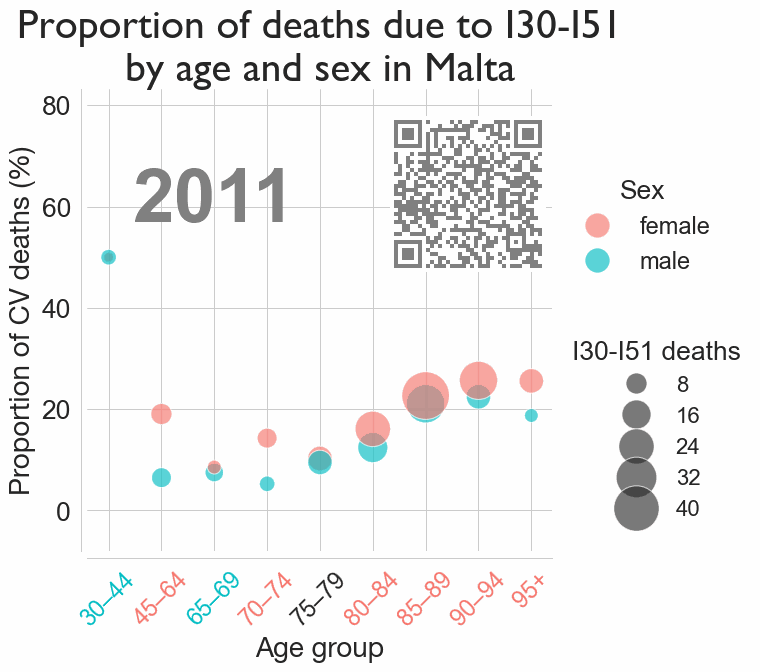 Proportion of deaths due to I30-I51
by age and sex in Malta
80
60
40
20
0
Proportion of CV deaths (%)
2011
30–44
45–64
65–69
70–74
75–79
80–84
85–89
90–94
95+
Age group
Sex
female
male
I30-I51 deaths
8
16
24
32
40